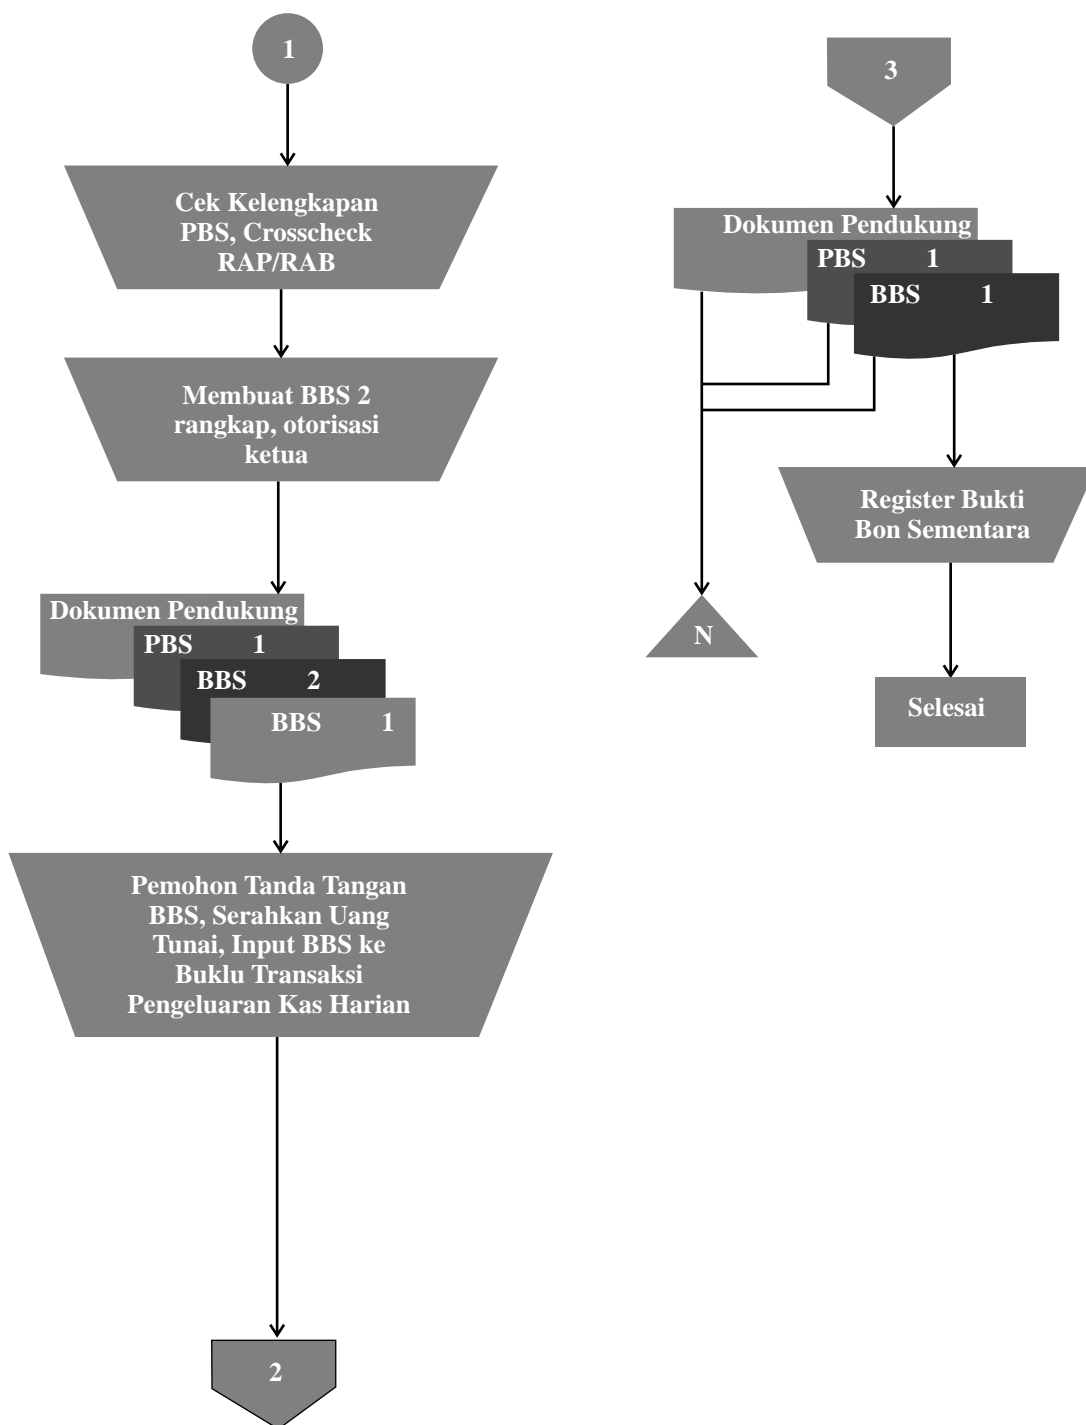 1
Cek Kelengkapan
PBS, Crosscheck
RAP/RAB
Membuat BBS 2
rangkap, otorisasi
ketua
Dokumen Pendukung
PBS 1
BBS 2
BBS 1
Pemohon Tanda Tangan
BBS, Serahkan Uang
Tunai, Input BBS ke
Buklu Transaksi
Pengeluaran Kas Harian
2
3
Dokumen Pendukung
PBS 1
BBS 1
Register Bukti
Bon Sementara
N
Selesai